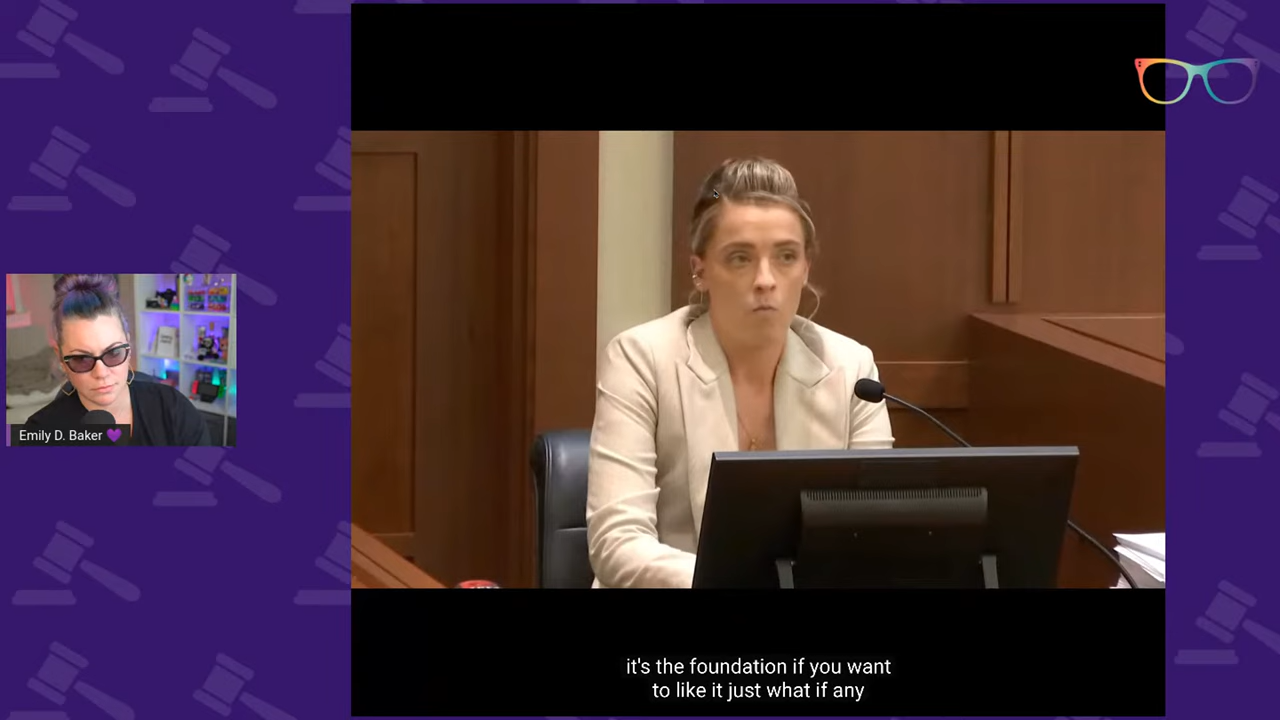 Emily D. Baker 💜
it's the foundation if you want
to like it just what if any